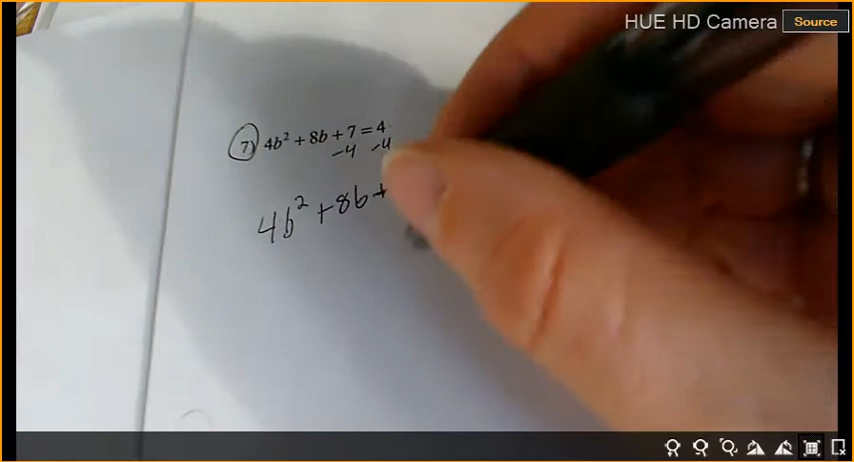 HUE HD Camera Source
7) 4b² + 8b + 7 = 4
-4 -4
4b² + 8b +